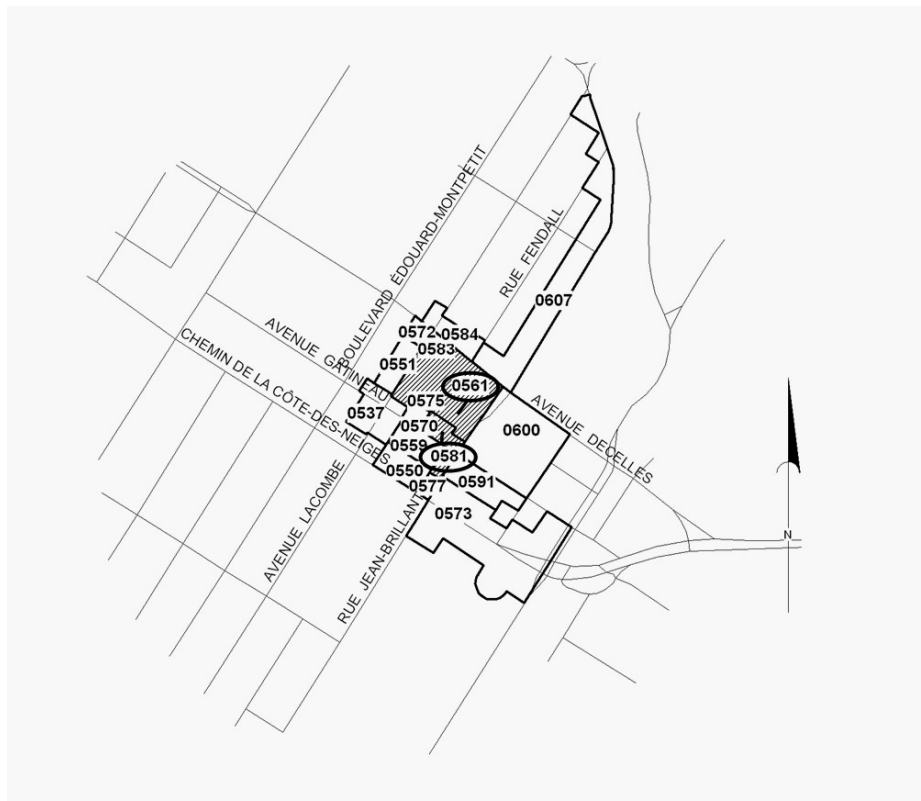 BOULEVARD ÉDOUARD-MONTPETIT
RUE FENDALL
0607
0572
0584
0583
AVENUE GATINEAU
CHEMIN DE LA CÔTE-DES-NEIGES
0551
0561
0575
0537
AVENUE DECELLES
0570
0600
0559
0581
0550
0591
0577
0573
AVENUE LACOMBE
RUE JEAN-BRILLANT
N